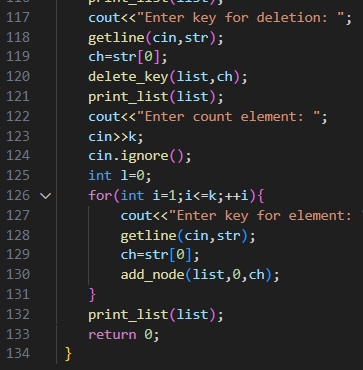 116 print_list(list);
117 cout<<"Enter key for deletion: ";
118 getline(cin,str);
119 ch=str[0];
120 delete_key(list,ch);
121 print_list(list);
122 cout<<"Enter count element: ";
123 cin>>k;
124 cin.ignore();
125 int l=0;
126 for(int i=1;i<=k;++i){
127 cout<<"Enter key for element: "
128 getline(cin,str);
129 ch=str[0];
130 add_node(list,0,ch);
131 }
132 print_list(list);
133 return 0;
134 }